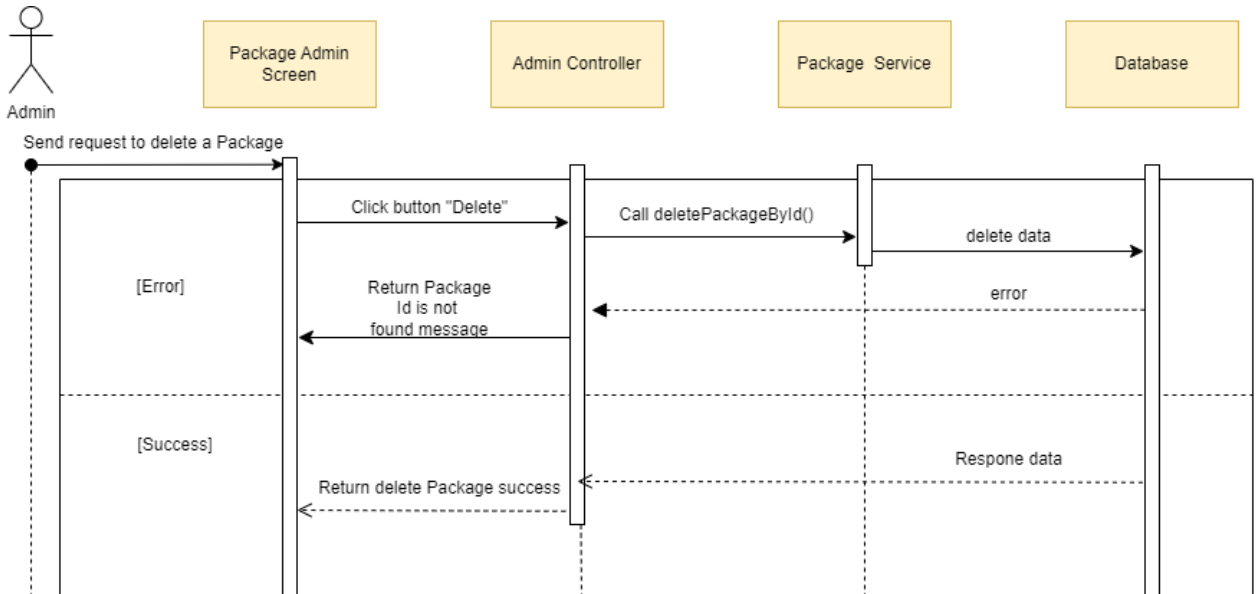 Package Admin
Screen
Admin Controller
Package Service
Database
Admin
Send request to delete a Package
Click button "Delete"
Call deletePackageById()
delete data
[Error]
Return Package
Id is not
found message
error
[Success]
Respone data
Return delete Package success